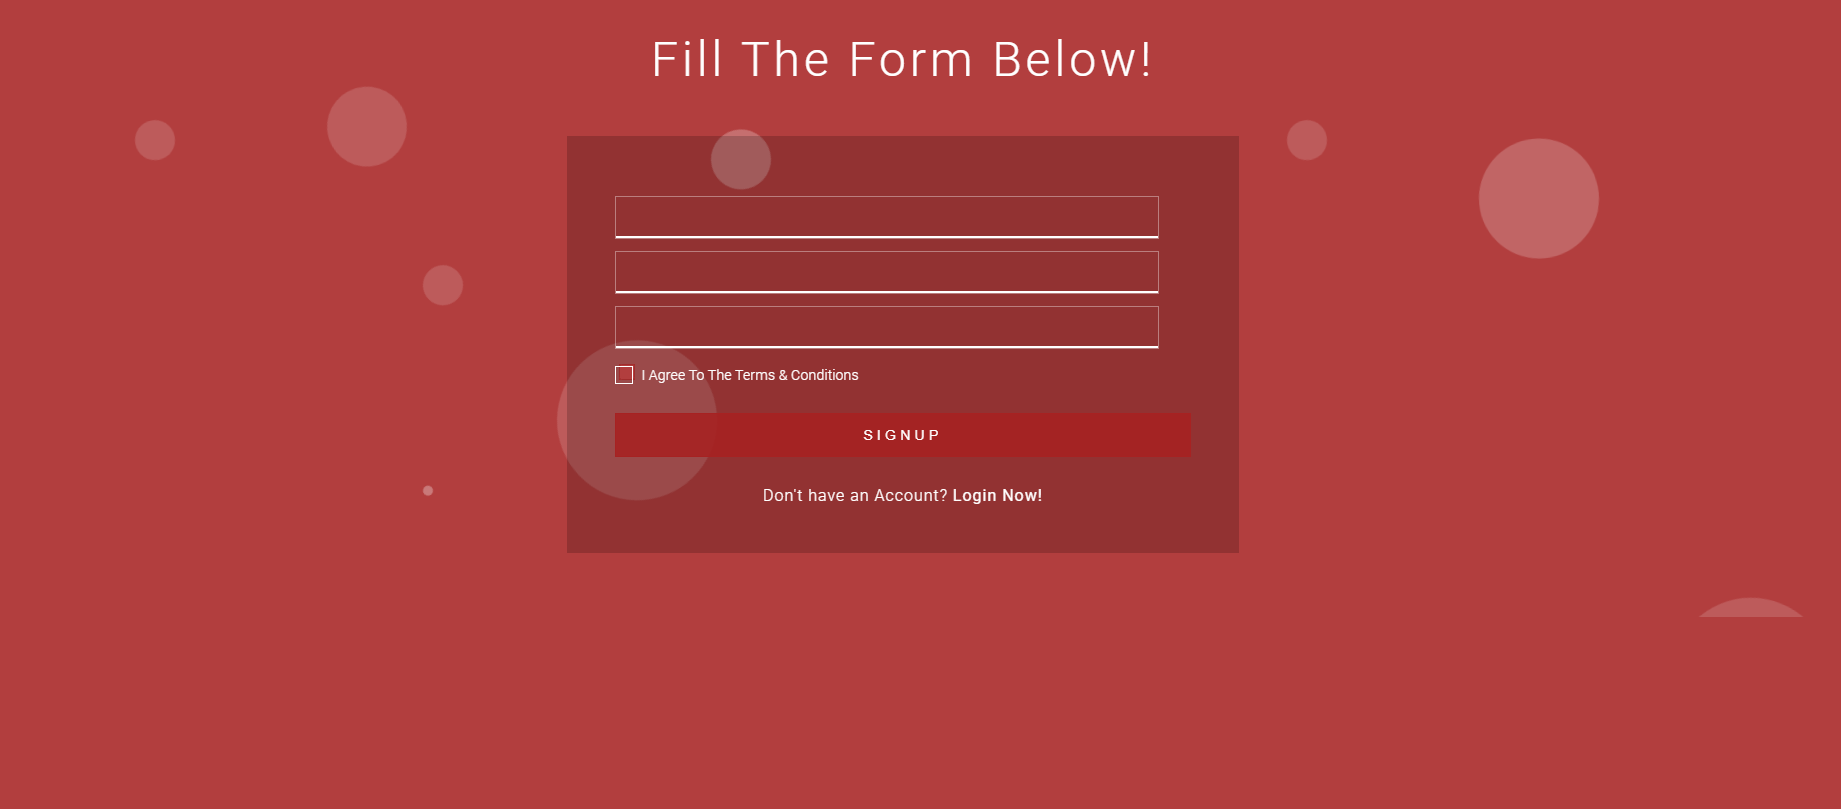 Fill The Form Below!
I Agree To The Terms & Conditions
SIGNUP
Don't have an Account? Login Now!